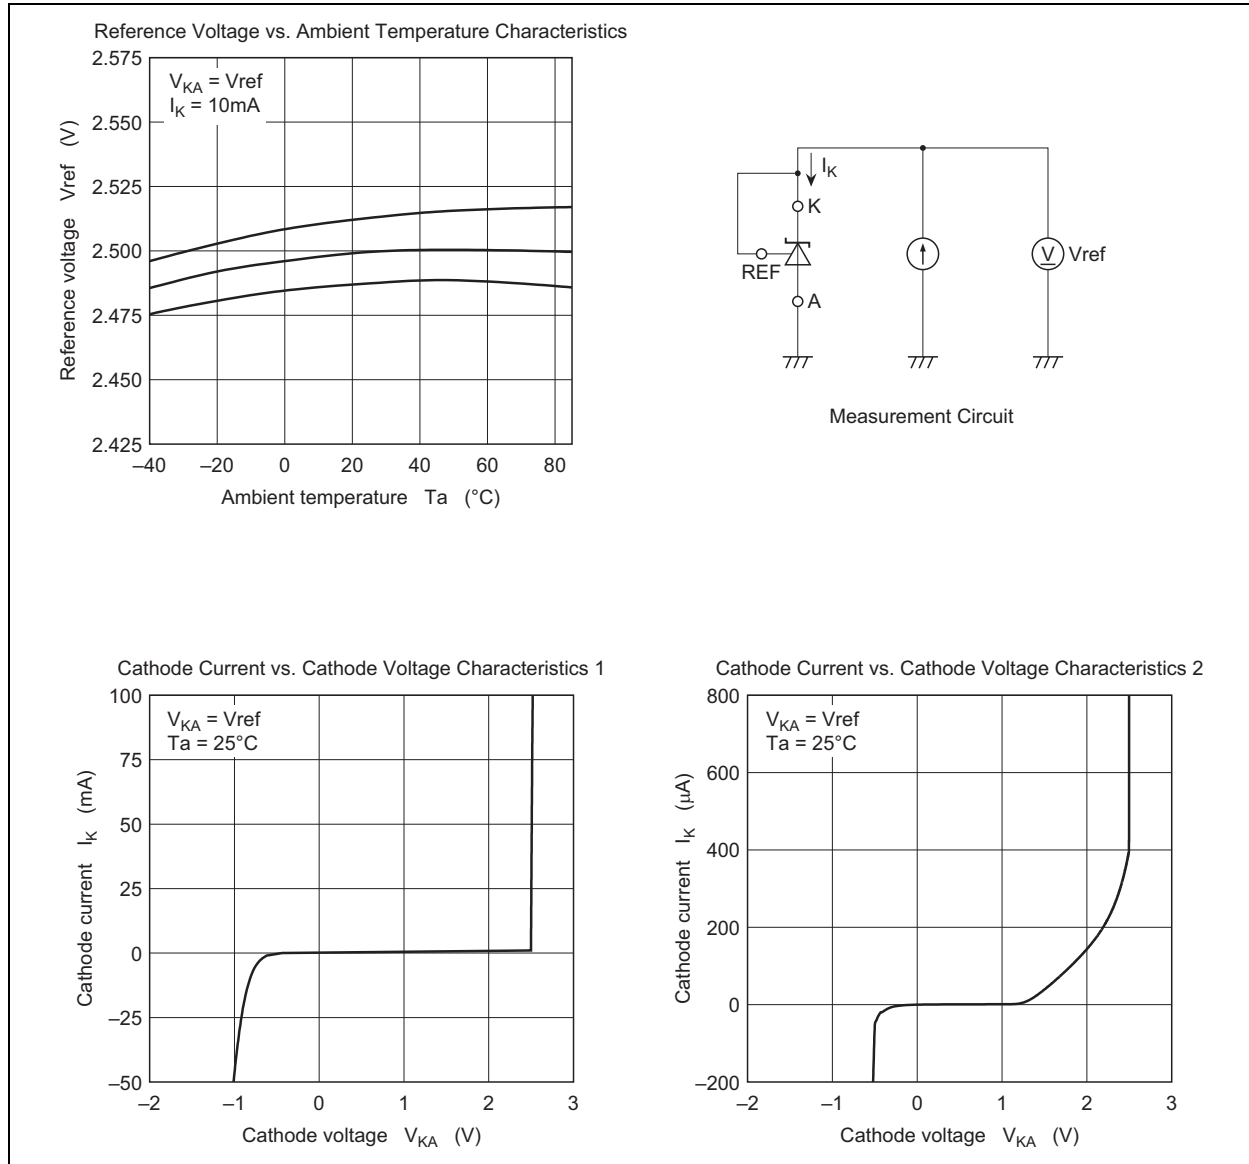 Reference Voltage vs. Ambient Temperature Characteristics
V_KA = Vref
I_K = 10mA
Reference voltage Vref (V)
2.575
2.550
2.525
2.500
2.475
2.450
2.425
–40 –20 0 20 40 60 80
Ambient temperature Ta (°C)
I_K
K
REF
A
V
Vref
Measurement Circuit
Cathode Current vs. Cathode Voltage Characteristics 1
V_KA = Vref
Ta = 25°C
Cathode current I_K (mA)
100
75
50
25
0
–25
–50
–2 –1 0 1 2 3
Cathode voltage V_KA (V)
Cathode Current vs. Cathode Voltage Characteristics 2
V_KA = Vref
Ta = 25°C
Cathode current I_K (μA)
800
600
400
200
0
–200
–2 –1 0 1 2 3
Cathode voltage V_KA (V)